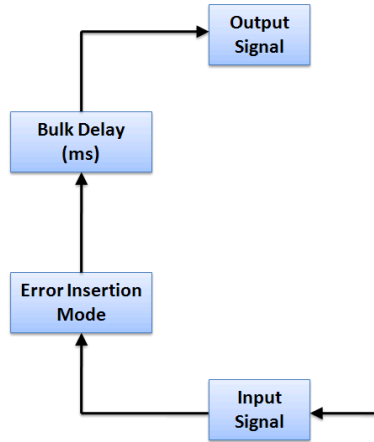 Output
Signal
Bulk Delay
(ms)
Error Insertion
Mode
Input
Signal